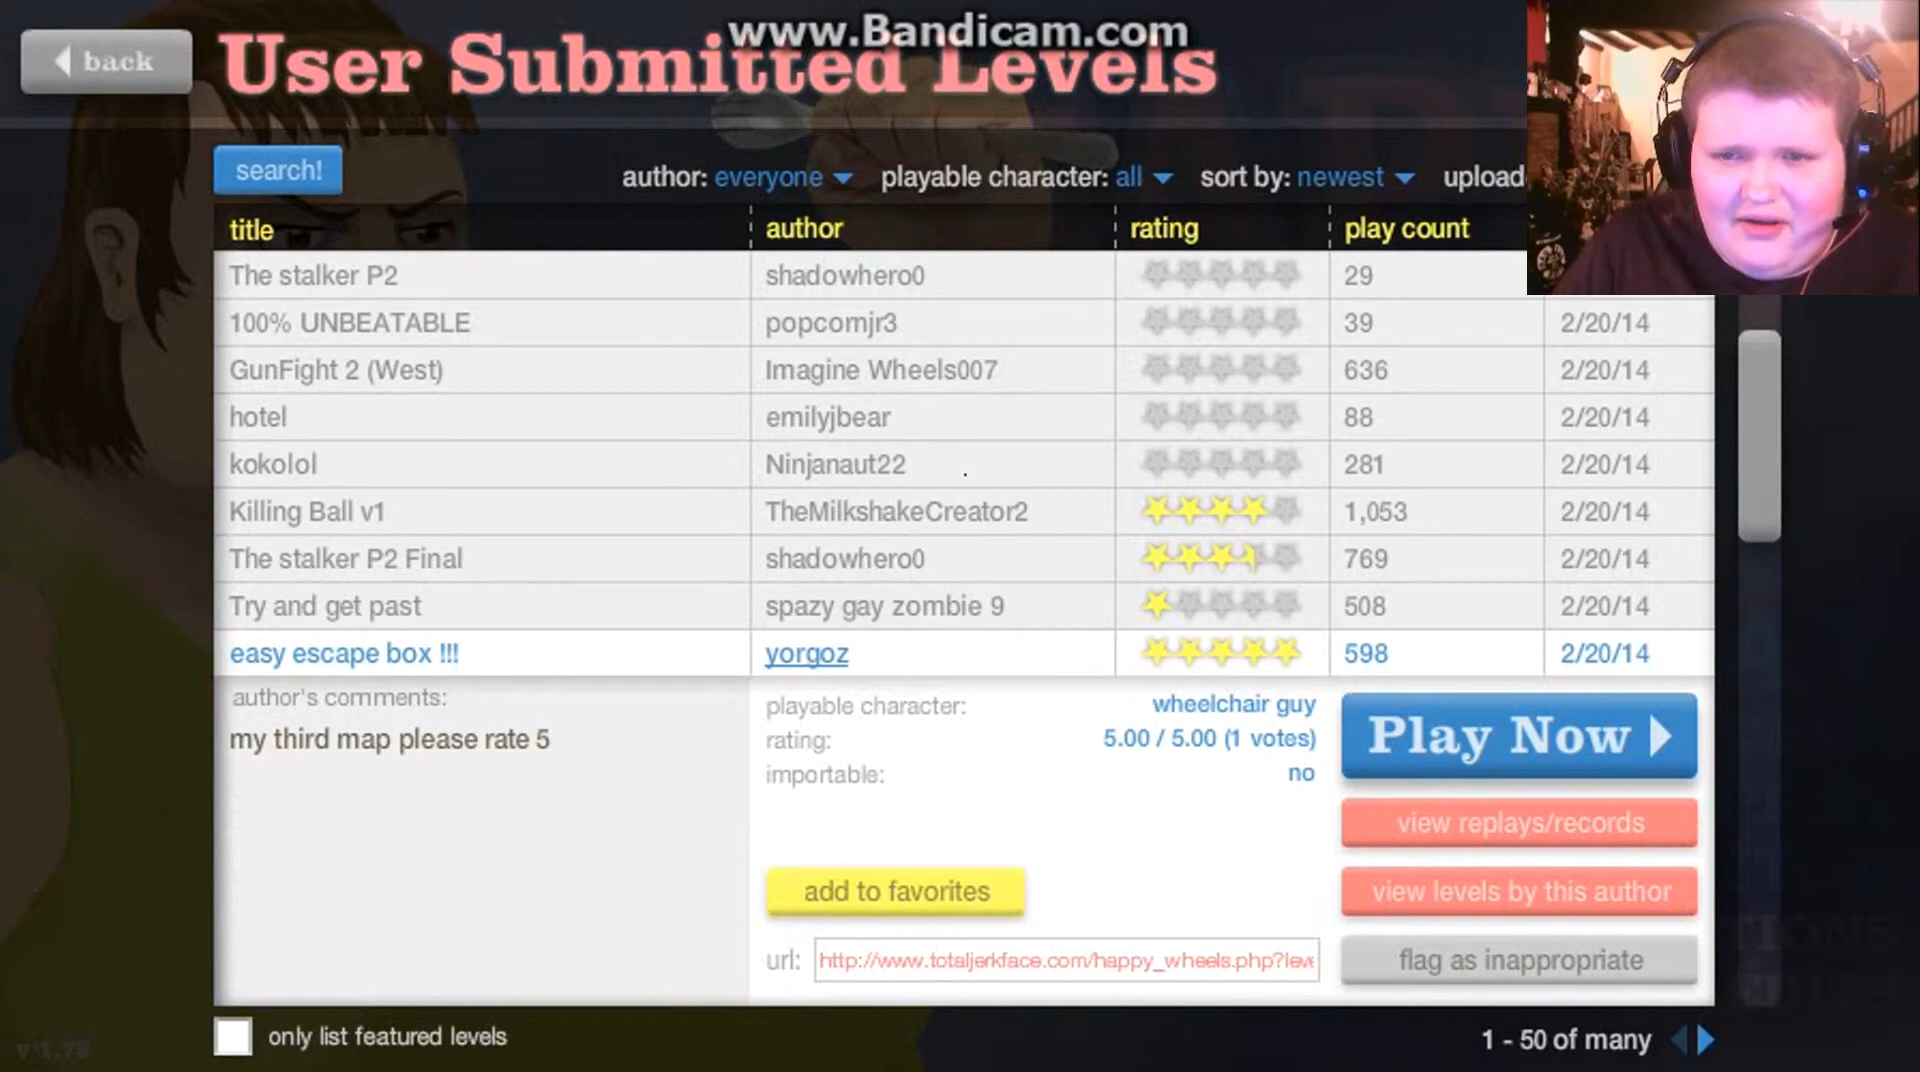 www.Bandicam.com
back
User Submitted Levels
search!
author: everyone playable character: all sort by: newest upload
title author rating play count
The stalker P2 shadowhero0 29
100% UNBEATABLE popcornjr3 39 2/20/14
GunFight 2 (West) Imagine Wheels007 636 2/20/14
hotel emilyjbear 88 2/20/14
kokolol Ninjanaut22 281 2/20/14
Killing Ball v1 TheMilkshakeCreator2 1,053 2/20/14
The stalker P2 Final shadowhero0 769 2/20/14
Try and get past spazy gay zombie 9 508 2/20/14
easy escape box !!! yorgoz 598 2/20/14
author's comments:
my third map please rate 5
playable character: wheelchair guy
rating: 5.00 / 5.00 (1 votes)
importable: no
Play Now
view replays/records
add to favorites
view levels by this author
url: http://www.totaljerkface.com/happy_wheels.php?leve
flag as inappropriate
only list featured levels
1 - 50 of many